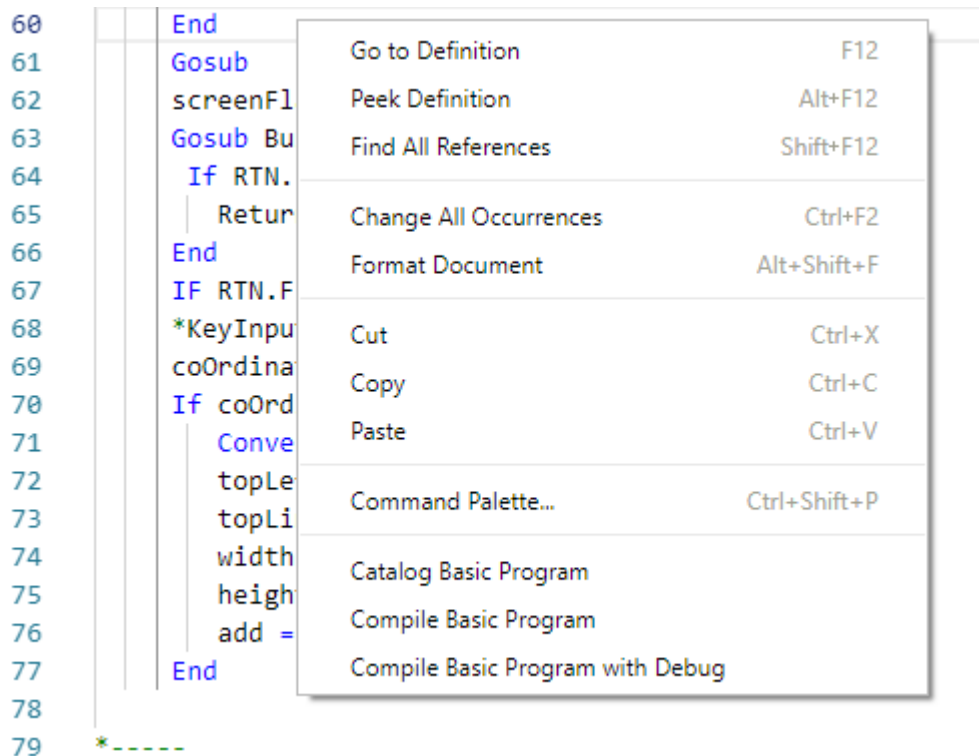 60 End
61 Gosub
62 screenFl
63 Gosub Bu
64 If RTN.
65 Retur
66 End
67 IF RTN.F
68 *KeyInpu
69 coOrdina
70 If coOrd
71 Conve
72 topLe
73 topLi
74 width
75 heigh
76 add =
77 End
78
79 *-----
Go to Definition F12
Peek Definition Alt+F12
Find All References Shift+F12
Change All Occurrences Ctrl+F2
Format Document Alt+Shift+F
Cut Ctrl+X
Copy Ctrl+C
Paste Ctrl+V
Command Palette... Ctrl+Shift+P
Catalog Basic Program
Compile Basic Program
Compile Basic Program with Debug